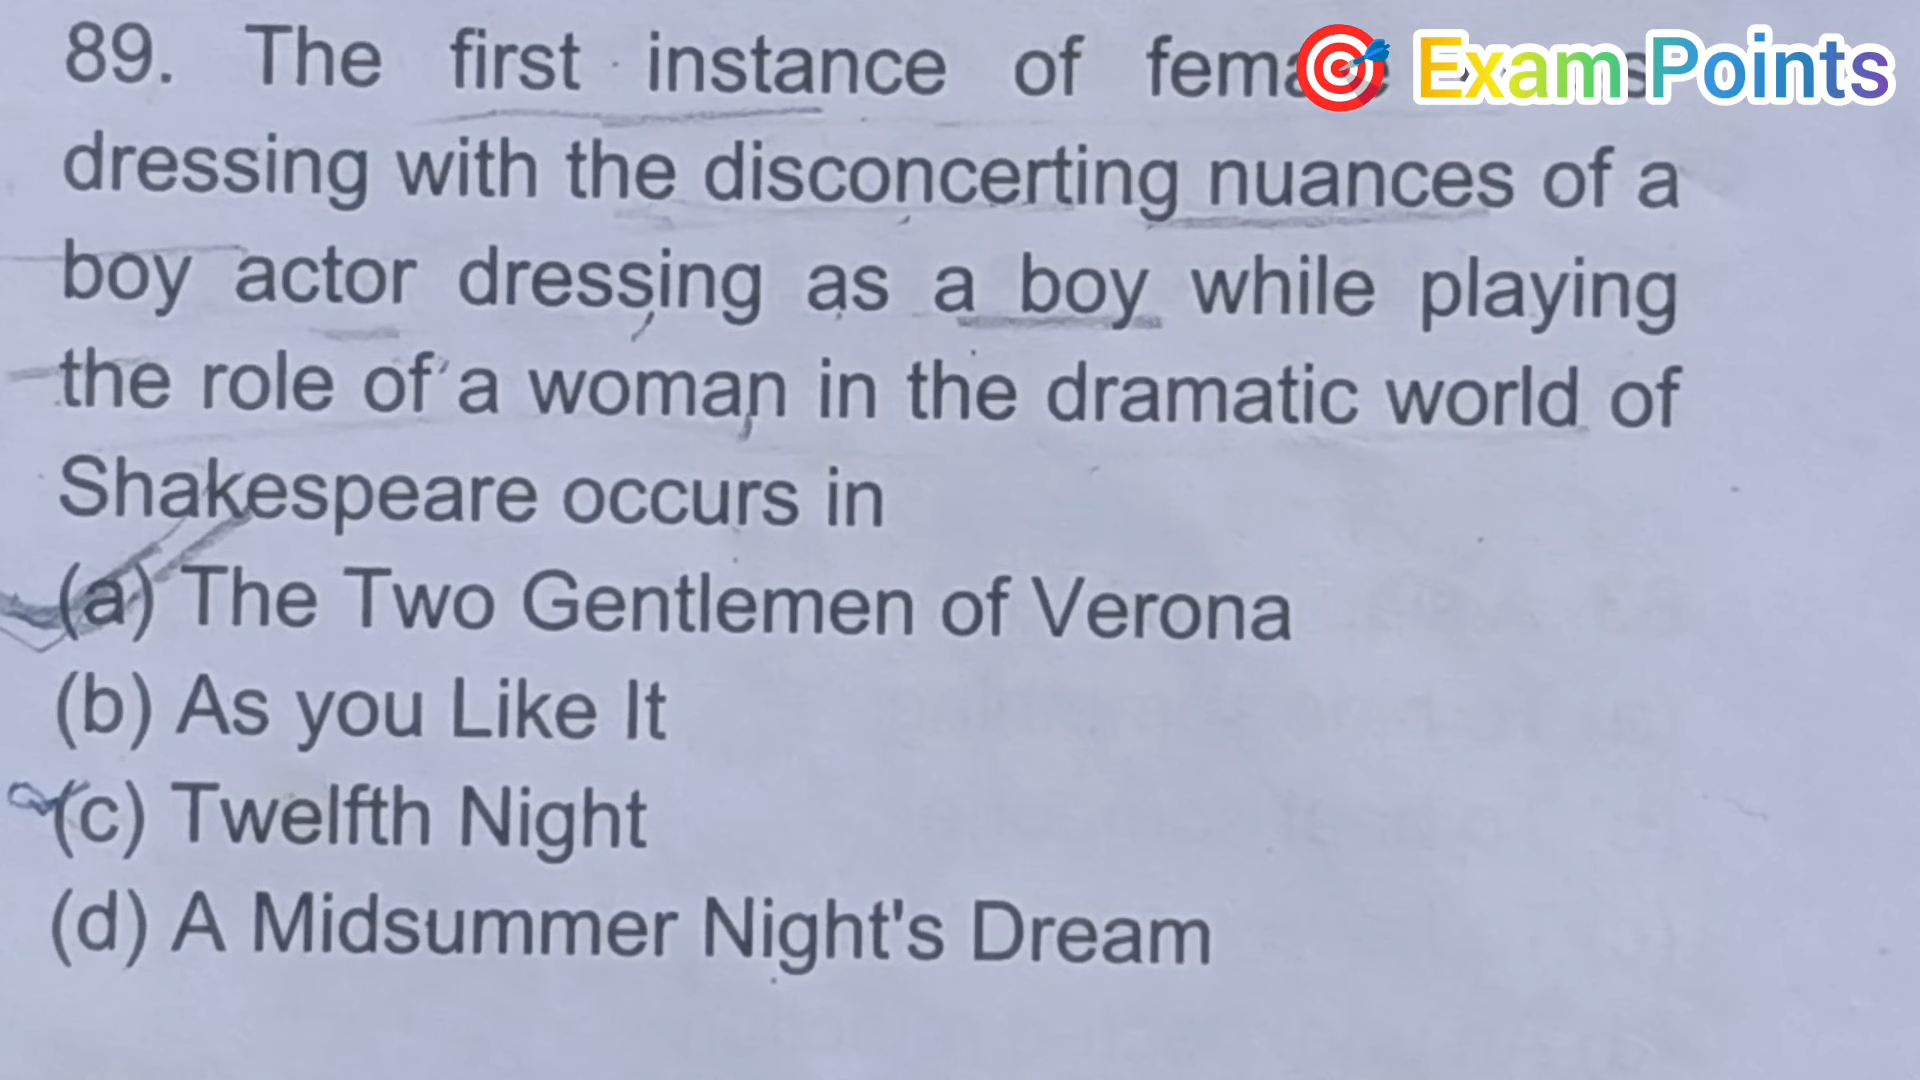 89. The first instance of female
Exam Points
dressing with the disconcerting nuances of a
boy actor dressing as a boy while playing
the role of a woman in the dramatic world of
Shakespeare occurs in
(a) The Two Gentlemen of Verona
(b) As you Like It
(c) Twelfth Night
(d) A Midsummer Night's Dream